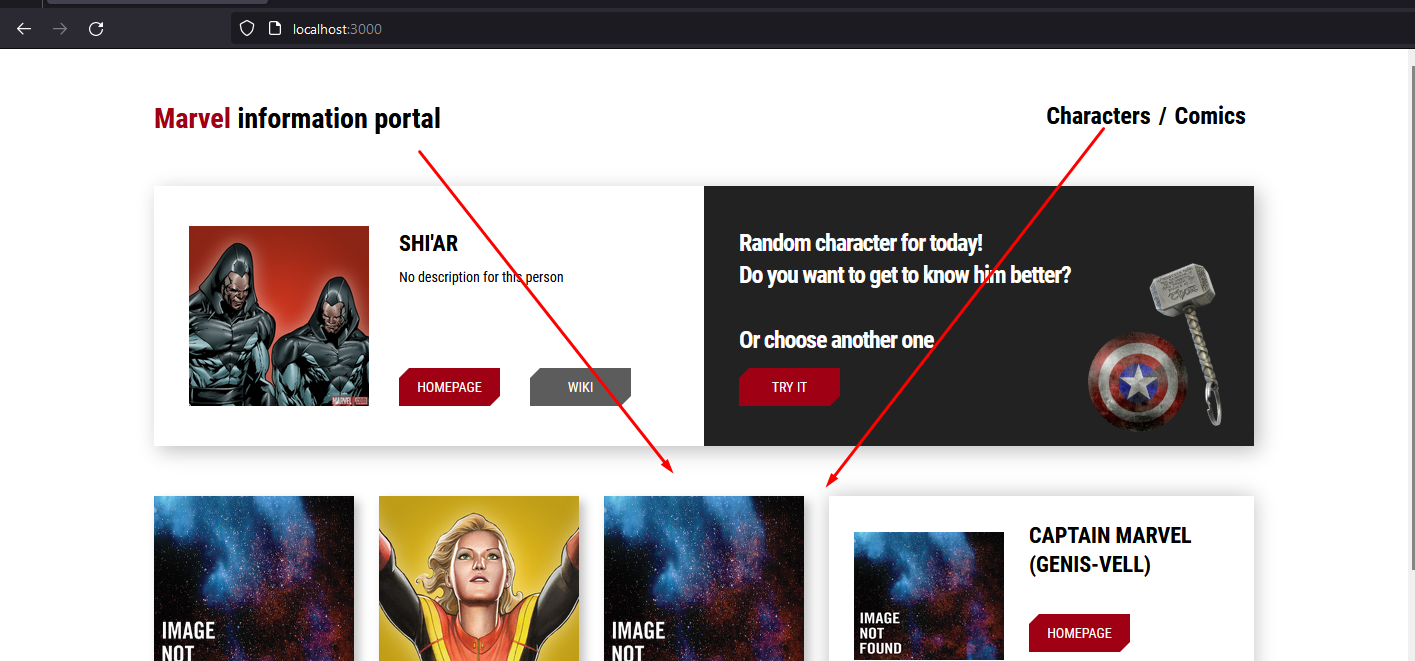 localhost:3000
Marvel information portal
Characters / Comics
SHI'AR
No description for this person
HOMEPAGE
WIKI
MARVEL
Random character for today!
Do you want to get to know him better?
Or choose another one
TRY IT
IMAGE
NOT
IMAGE
NOT
IMAGE
NOT
FOUND
CAPTAIN MARVEL
(GENIS-VELL)
HOMEPAGE